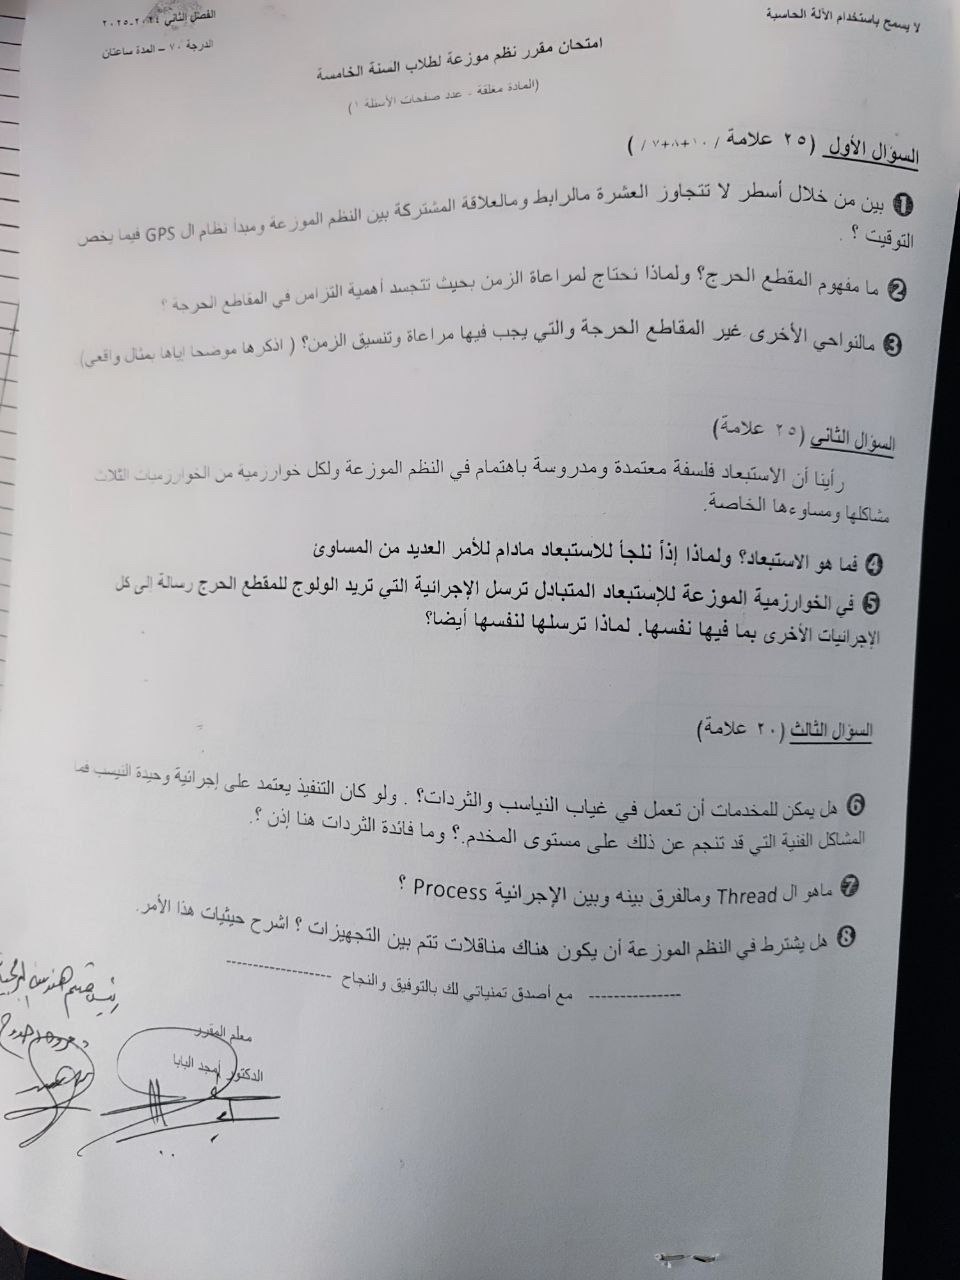 لا يسمح باستخدام الألة الحاسبة
الفصل الثاني ٢٠٢٤-٢٠٢٥
الدرجة ٧٠ – المدة ساعتان
امتحان مقرر نظم موزعة لطلاب السنة الخامسة
(المادة مغلقة - عدد صفحات الأسئلة ١)
السؤال الأول (٢٥ علامة / ١٠+٨+٧ /)
❶ بين من خلال أسطر لا تتجاوز العشرة مالرابط ومالعلاقة المشتركة بين النظم الموزعة ومبدأ نظام ال GPS فيما يخص
التوقيت ؟ .
❷ ما مفهوم المقطع الحرج؟ ولماذا نحتاج لمراعاة الزمن بحيث تتجسد أهمية التزامن في المقاطع الحرجة ؟
❸ مالنواحي الأخرى غير المقاطع الحرجة والتي يجب فيها مراعاة وتنسيق الزمن؟ ( اذكرها موضحا اياها بمثال واقعي).
السؤال الثاني (٢٥ علامة)
رأينا أن الاستبعاد فلسفة معتمدة ومدروسة باهتمام في النظم الموزعة ولكل خوارزمية من الخوارزميات الثلاث
مشاكلها ومساوءها الخاصة.
❹ فما هو الاستبعاد؟ ولماذا إذاً نلجأ للاستبعاد مادام للأمر العديد من المساوئ
❺ في الخوارزمية الموزعة للإستبعاد المتبادل ترسل الإجرائية التي تريد الولوج للمقطع الحرج رسالة الى كل
الإجرائيات الأخرى بما فيها نفسها. لماذا ترسلها لنفسها أيضا؟
السؤال الثالث (٢٠ علامة)
❻ هل يمكن للمخدمات أن تعمل في غياب النياسب والثردات؟ . ولو كان التنفيذ يعتمد على إجرائية وحيدة النيسب فما
المشاكل الفنية التي قد تنجم عن ذلك على مستوى المخدم.؟ وما فائدة الثردات هنا إذن ؟.
❼ ماهو ال Thread ومالفرق بينه وبين الإجرائية Process ؟
❽ هل يشترط في النظم الموزعة أن يكون هناك مناقلات تتم بين التجهيزات ؟ اشرح حيثيات هذا الأمر.
--------------- مع أصدق تمنياتي لك بالتوفيق والنجاح ------------------
معلم المقرر
الدكتور أمجد البابا